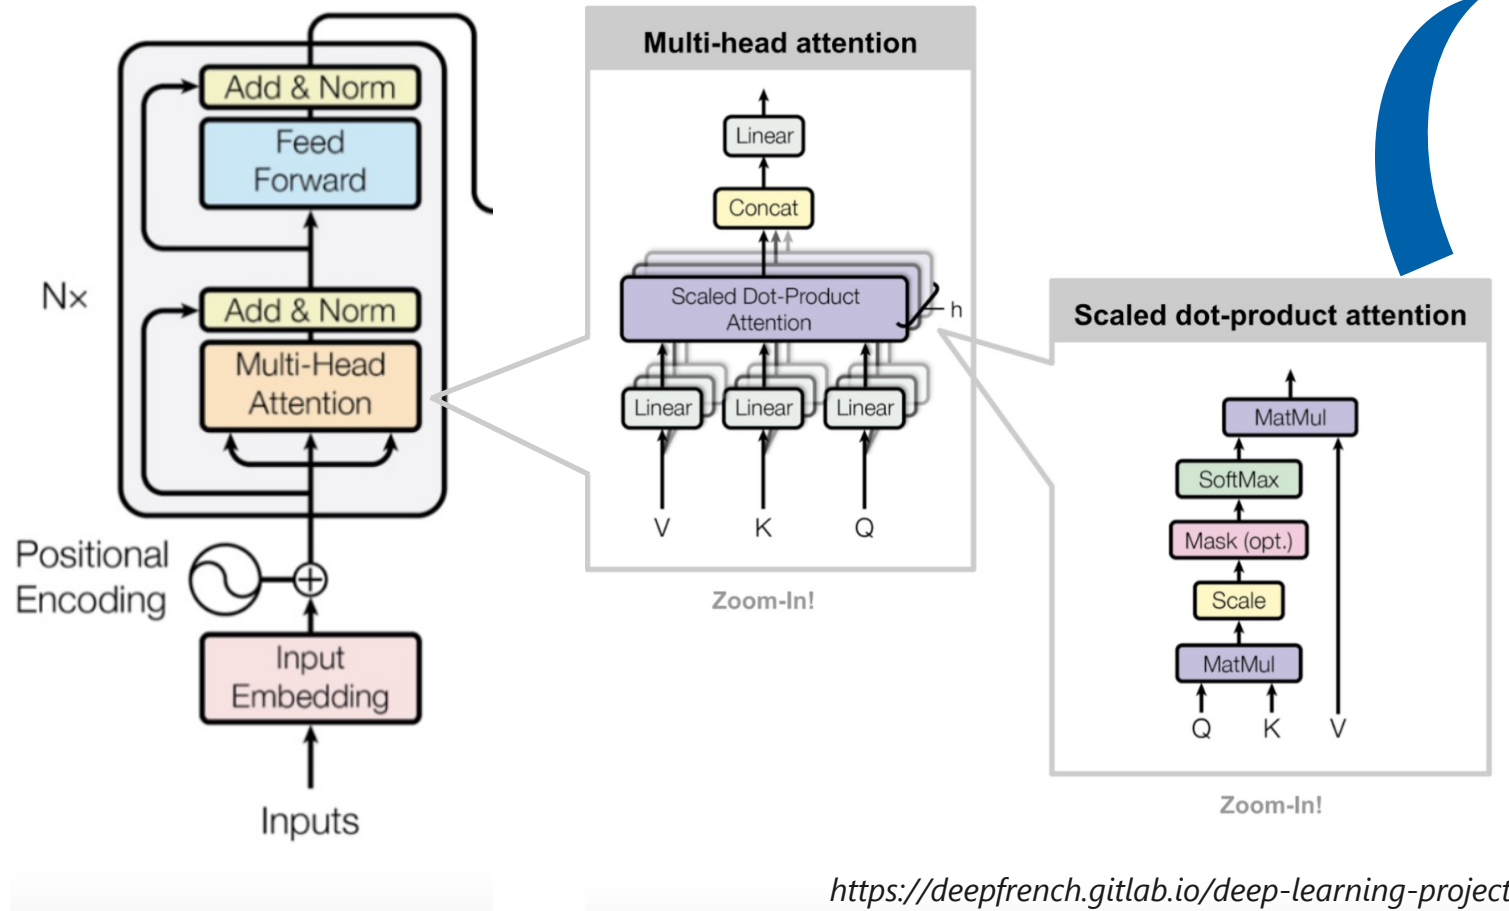 Add & Norm
Feed
Forward
Nx
Add & Norm
Multi-Head
Attention
Positional
Encoding
Input
Embedding
Inputs
Multi-head attention
Linear
Concat
Scaled Dot-Product
Attention
h
Linear
Linear
Linear
V
K
Q
Zoom-In!
Scaled dot-product attention
MatMul
SoftMax
Mask (opt.)
Scale
MatMul
Q
K
V
Zoom-In!
https://deepfrench.gitlab.io/deep-learning-project